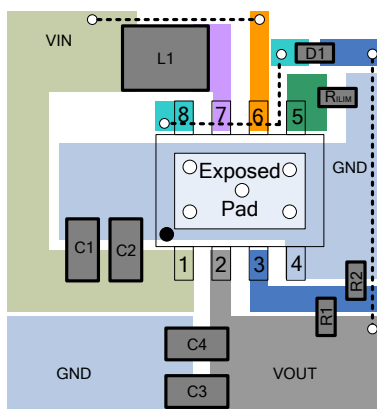 VIN
L1
D1
R ILIM
8
7
6
5
GND
Exposed
Pad
C1
C2
1
2
3
4
R2
R1
C4
GND
VOUT
C3